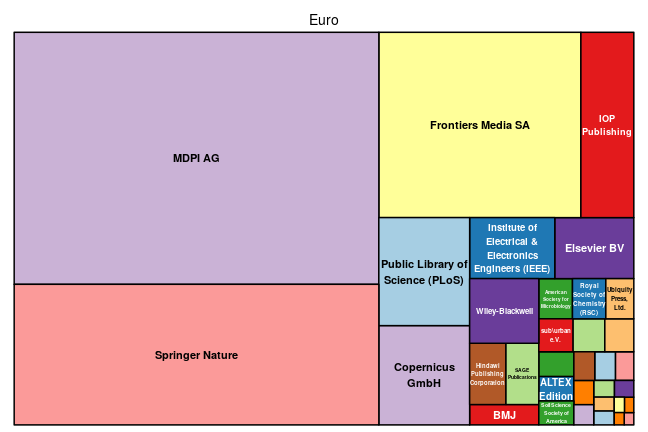 Euro
MDPI AG
Springer Nature
Frontiers Media SA
IOP
Publishing
Public Library of
Science (PLoS)
Copernicus
GmbH
Institute of
Electrical &
Electronics
Engineers (IEEE)
Elsevier BV
Wiley-Blackwell
American
Society for
Microbiology
Royal
Society of
Chemistry
(RSC)
Ubiquity
Press,
Ltd.
sub\urban
e.V.
Hindawi
Publishing
Corporation
SAGE
Publications
BMJ
ALTEX
Edition
Soil Science
Society of
America